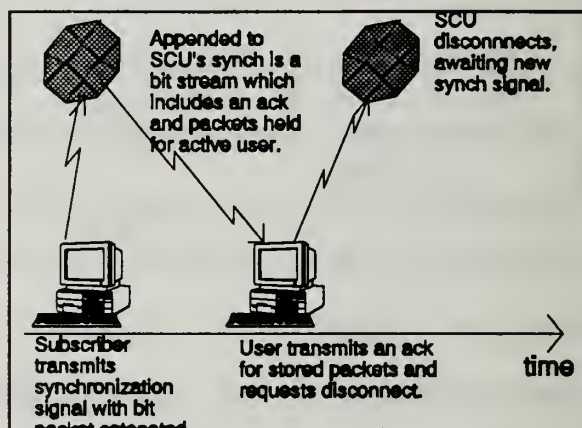 Appended to
SCU's synch is a
bit stream which
includes an ack
and packets held
for active user.
SCU
disconnnects,
awaiting new
synch signal.
Subscriber
transmits
synchronization
signal with bit
User transmits an ack
for stored packets and
requests disconnect.
time